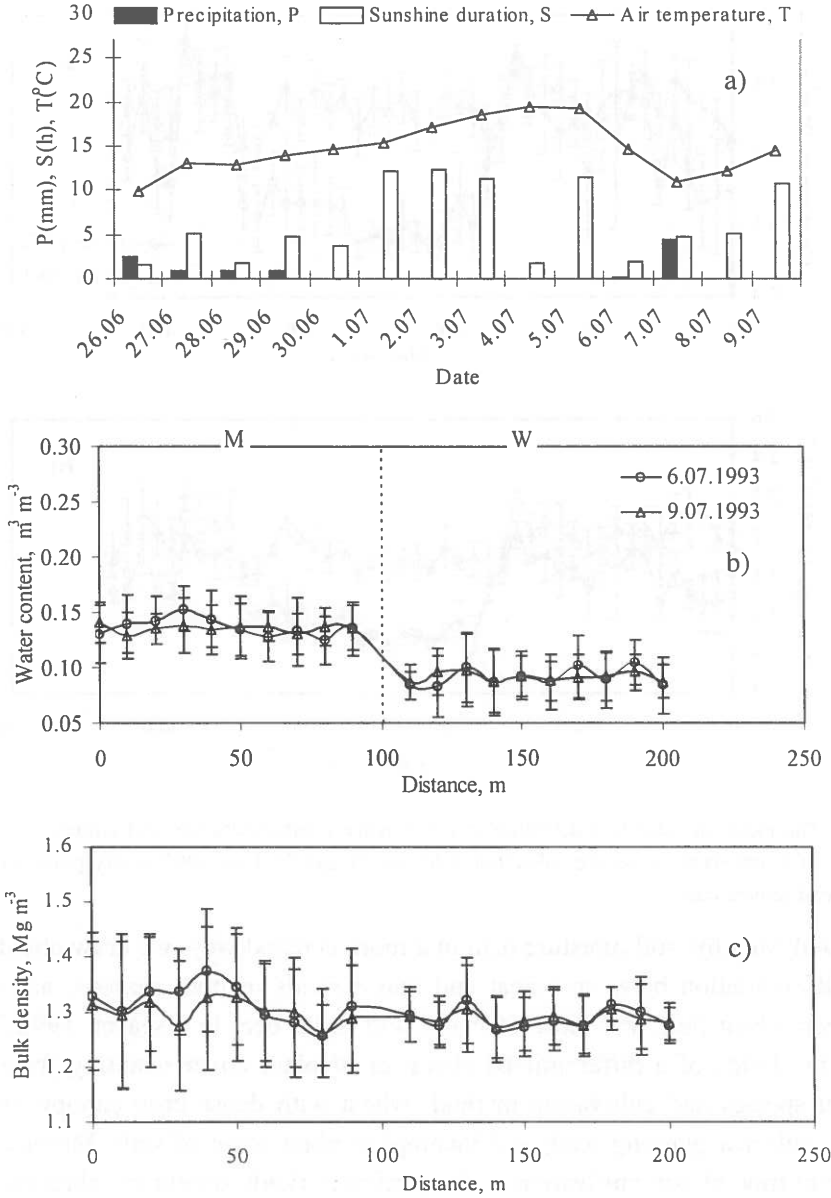 Precipitation, P Sunshine duration, S Air temperature, T
a)
P(mm), S(h), T(°C)
30
25
20
15
10
5
0
26.06 27.06 28.06 29.06 30.06 1.07 2.07 3.07 4.07 5.07 6.07 7.07 8.07 9.07
Date
M W
Water content, m³ m⁻³
0.30
0.25
0.20
0.15
0.10
0.05
6.07.1993
9.07.1993
b)
0 50 100 150 200 250
Distance, m
Bulk density, Mg m⁻³
1.6
1.5
1.4
1.3
1.2
1.1
c)
0 50 100 150 200 250
Distance, m